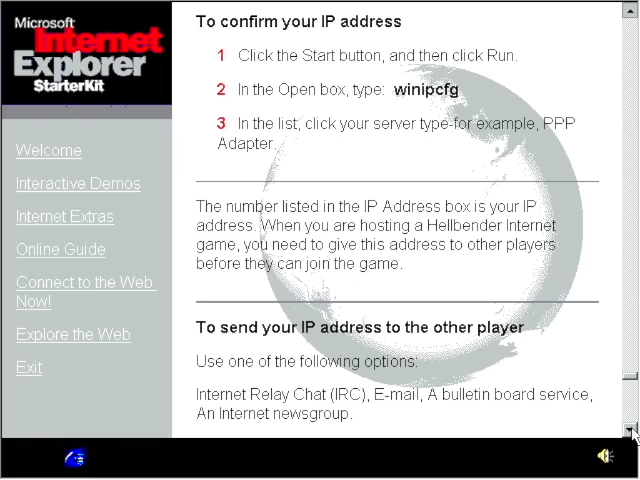 Microsoft
Internet
Explorer
StarterKit
Welcome
Interactive Demos
Internet Extras
Online Guide
Connect to the Web
Now!
Explore the Web
Exit
To confirm your IP address
1 Click the Start button, and then click Run.
2 In the Open box, type: winipcfg
3 In the list, click your server type-for example, PPP
Adapter.
The number listed in the IP Address box is your IP
address. When you are hosting a Hellbender Internet
game, you need to give this address to other players
before they can join the game.
To send your IP address to the other player
Use one of the following options:
Internet Relay Chat (IRC), E-mail, A bulletin board service,
An Internet newsgroup.